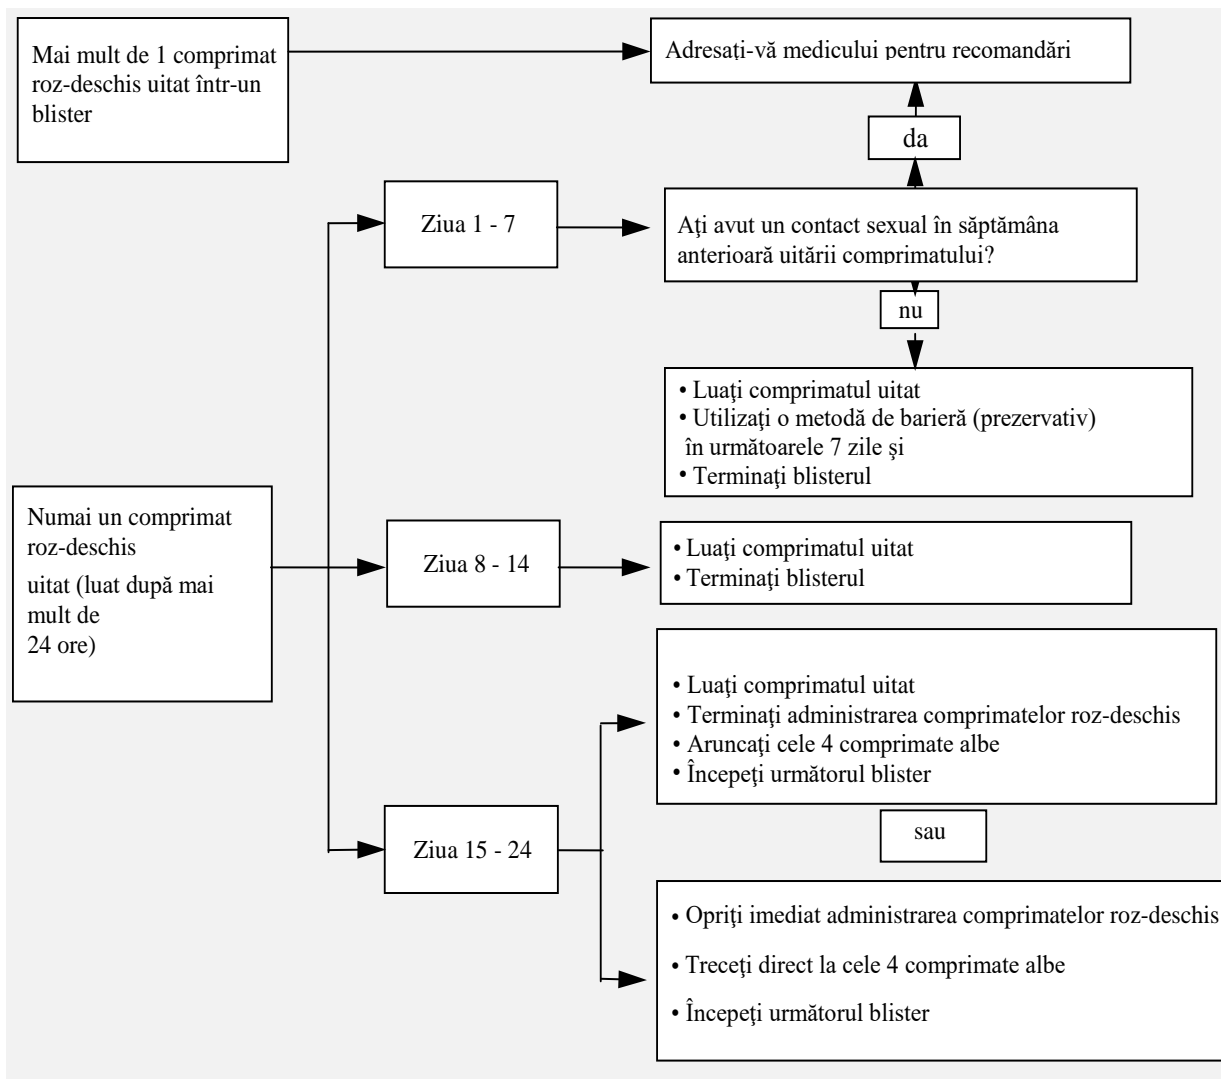 Mai mult de 1 comprimat
roz-deschis uitat într-un
blister
Adresați-vă medicului pentru recomandări
da
Ziua 1 - 7
Aţi avut un contact sexual în săptămâna
anterioară uitării comprimatului?
nu
• Luaţi comprimatul uitat
• Utilizaţi o metodă de barieră (prezervativ)
în următoarele 7 zile şi
• Terminaţi blisterul
Numai un comprimat
roz-deschis
uitat (luat după mai
mult de
24 ore)
Ziua 8 - 14
• Luaţi comprimatul uitat
• Terminaţi blisterul
Ziua 15 - 24
• Luaţi comprimatul uitat
• Terminaţi administrarea comprimatelor roz-deschis
• Aruncaţi cele 4 comprimate albe
• Începeţi următorul blister
sau
• Opriţi imediat administrarea comprimatelor roz-deschis
• Treceţi direct la cele 4 comprimate albe
• Începeţi următorul blister